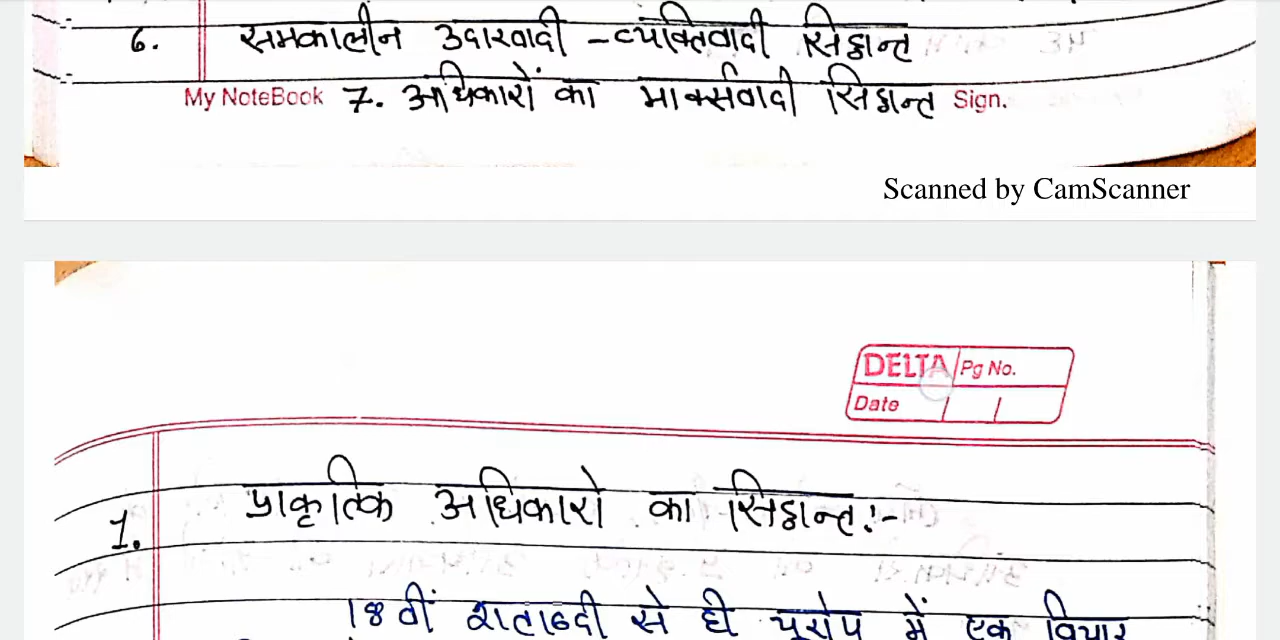 6. समकालीन उदारवादी - व्यक्तिवादी सिद्धान्त
My NoteBook 7. अधिकारों का मार्क्सवादी सिद्धान्त Sign.
Scanned by CamScanner
DELTA Pg No.
Date
1. प्राकृतिक अधिकारो का सिद्धान्त :-
18 वीं शताब्दी से ही यूरोप में एक विचार